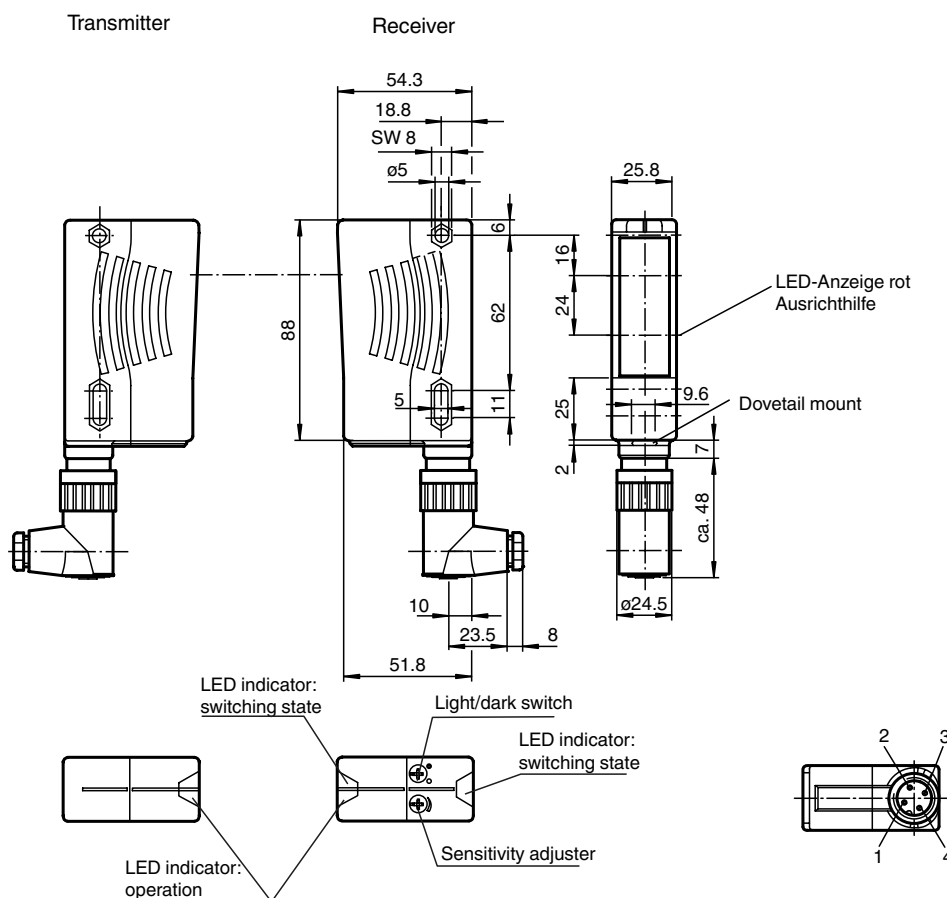 Transmitter
Receiver
54.3
18.8
SW 8
ø5
25.8
6
16
62
24
88
LED-Anzeige rot
Ausrichthilfe
5
11
25
9.6
Dovetail mount
2
7
ca. 48
10
ø24.5
23.5
8
51.8
LED indicator:
switching state
Light/dark switch
LED indicator:
switching state
2
3
Sensitivity adjuster
1
4
LED indicator:
operation